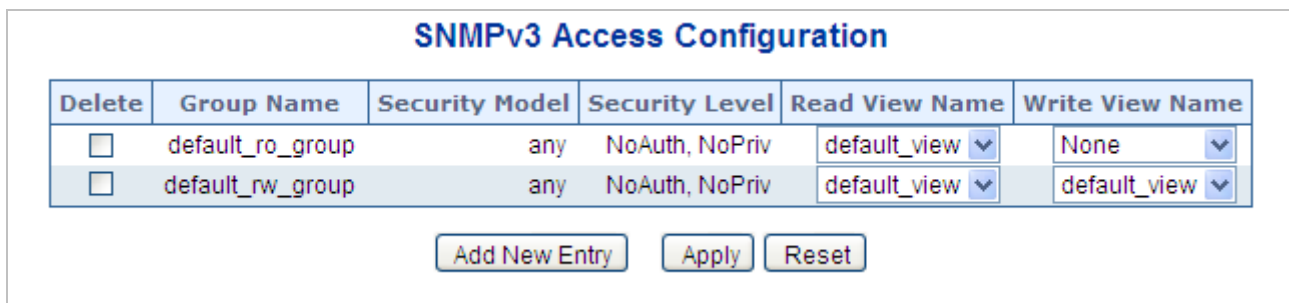 SNMPv3 Access Configuration
Delete Group Name Security Model Security Level Read View Name Write View Name
default_ro_group any NoAuth, NoPriv default_view None
default_rw_group any NoAuth, NoPriv default_view default_view
Add New Entry Apply Reset